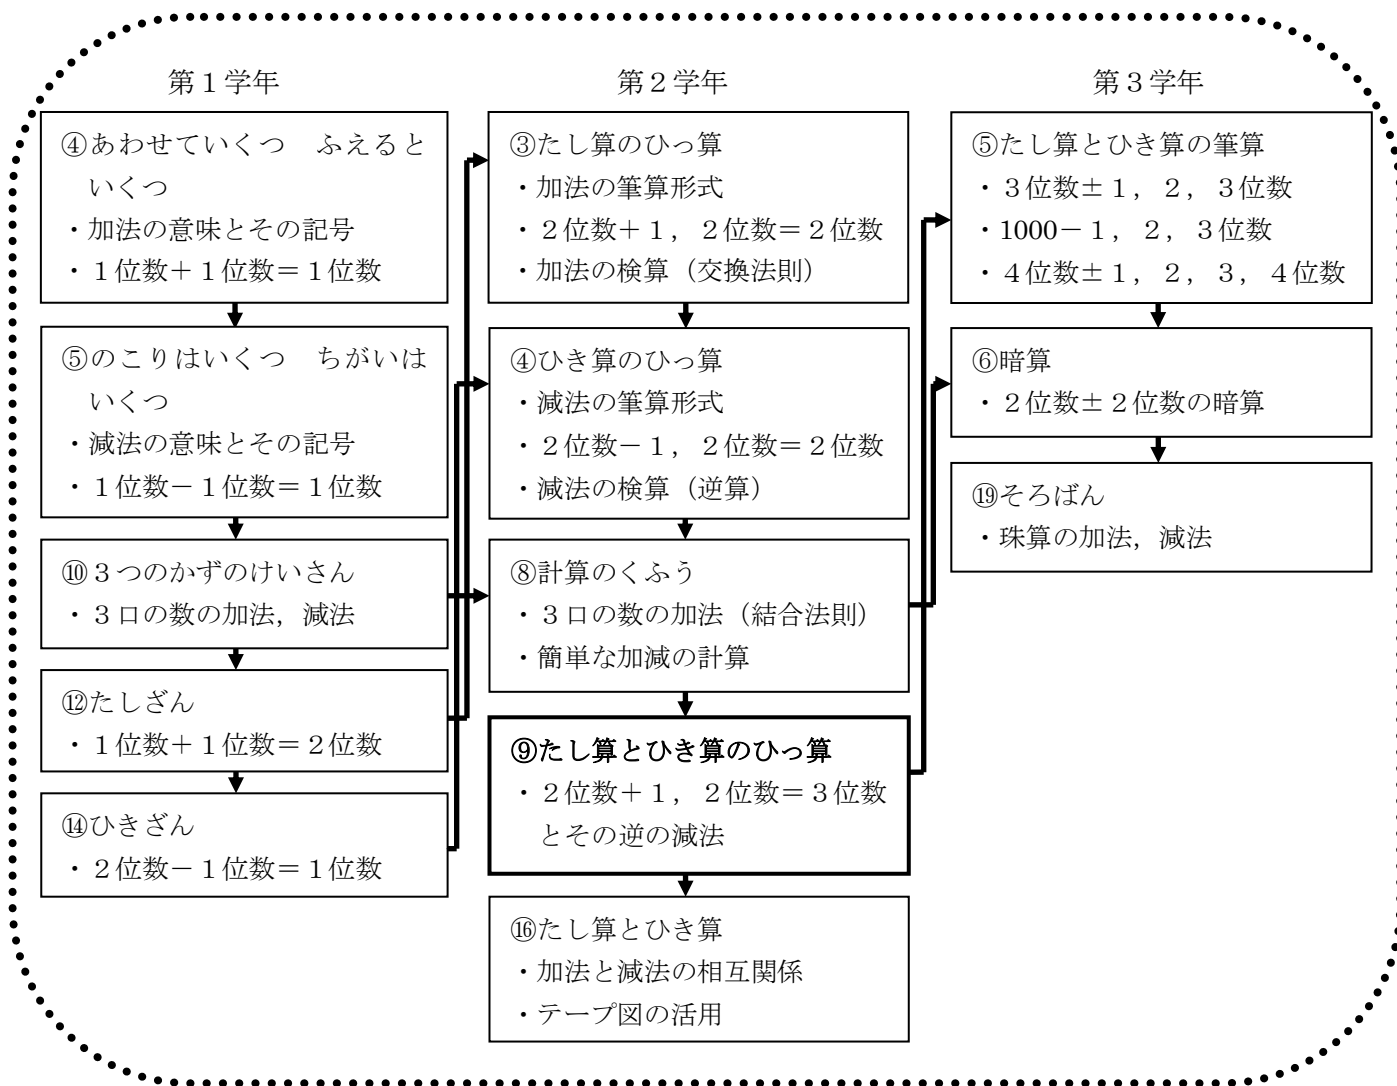 第1学年
④あわせていくつ　ふえると
いくつ
・加法の意味とその記号
・1位数＋1位数＝1位数
⑤のこりはいくつ　ちがいは
いくつ
・減法の意味とその記号
・1位数－1位数＝1位数
⑩3つのかずのけいさん
・3口の数の加法，減法
⑫たしざん
・1位数＋1位数＝2位数
⑭ひきざん
・2位数－1位数＝1位数
第2学年
③たし算のひっ算
・加法の筆算形式
・2位数＋1，2位数＝2位数
・加法の検算（交換法則）
④ひき算のひっ算
・減法の筆算形式
・2位数－1，2位数＝2位数
・減法の検算（逆算）
⑧計算のくふう
・3口の数の加法（結合法則）
・簡単な加減の計算
⑨たし算とひき算のひっ算
・2位数＋1，2位数＝3位数
とその逆の減法
⑯たし算とひき算
・加法と減法の相互関係
・テープ図の活用
第3学年
⑤たし算とひき算の筆算
・3位数±1，2，3位数
・1000－1，2，3位数
・4位数±1，2，3，4位数
⑥暗算
・2位数±2位数の暗算
⑲そろばん
・珠算の加法，減法